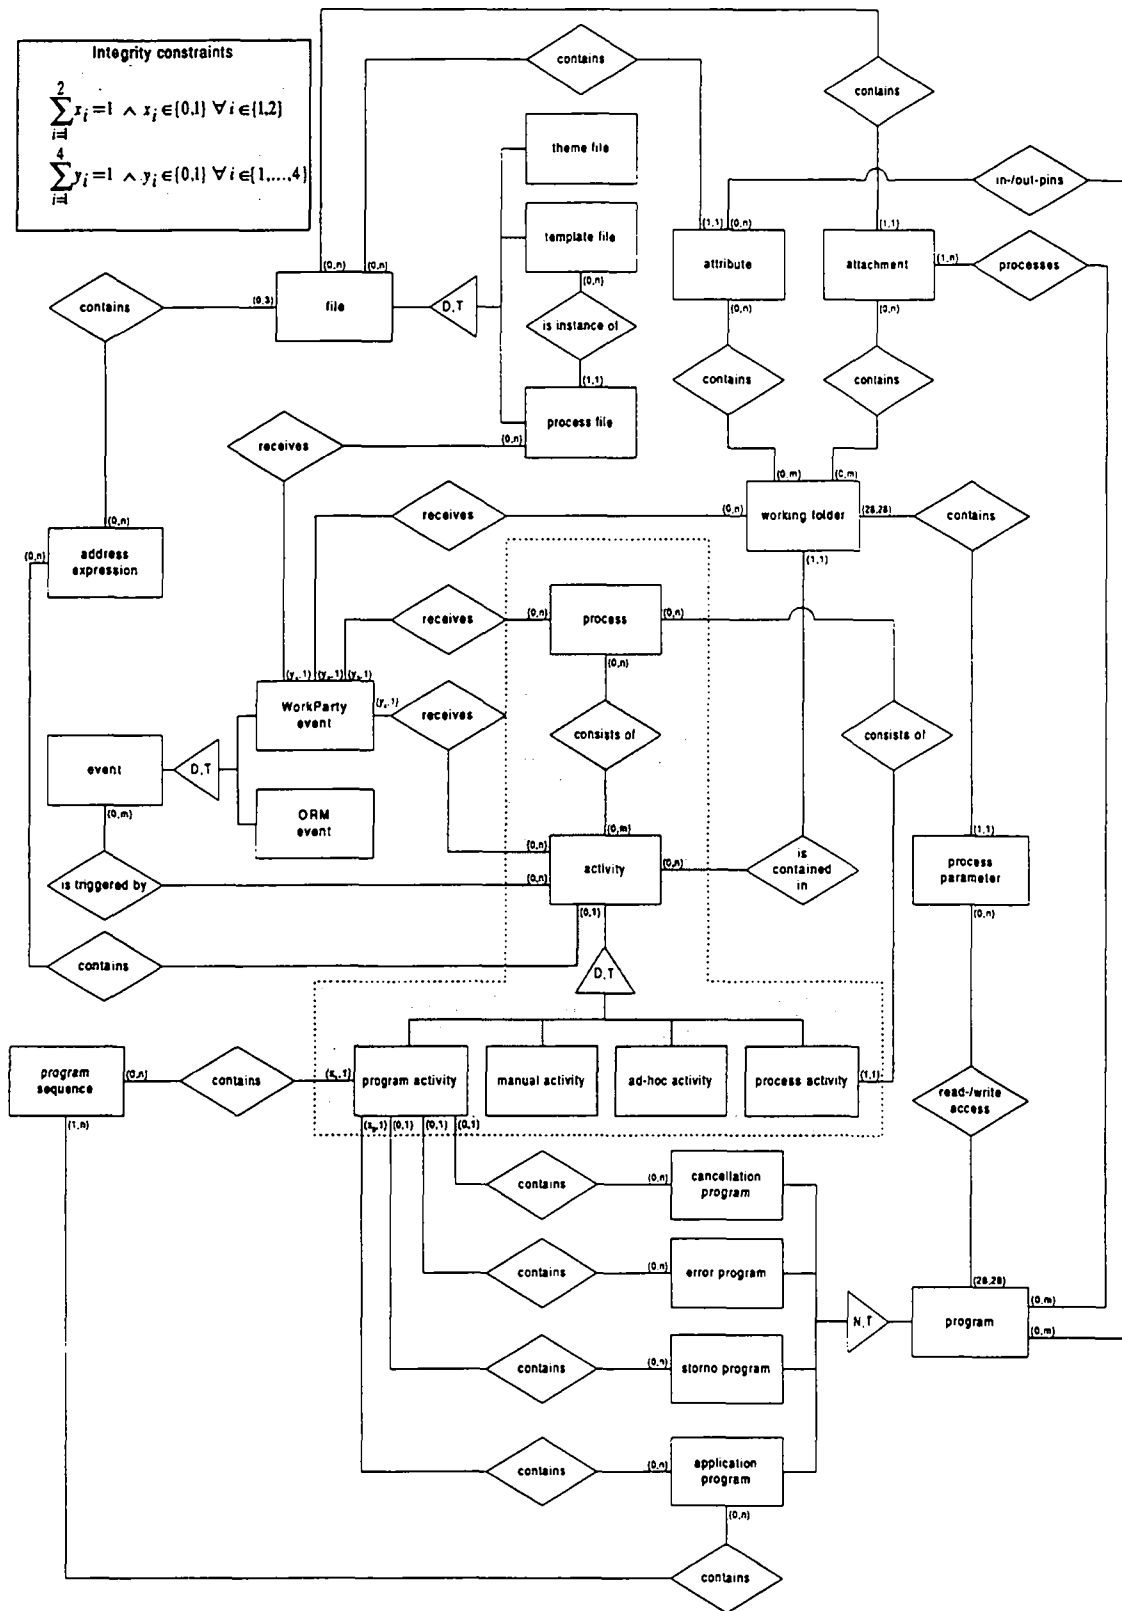 Integrity constraints
∑_{i=1}^{2} x_i = 1 ∧ x_i ∈ {0,1} ∀ i ∈ {1,2}
∑_{i=1}^{4} y_i = 1 ∧ y_i ∈ {0,1} ∀ i ∈ {1,...,4}
contains
contains
theme file
in-/out-pins
template file
(0,n)
(0,n)
(0,n)
(1,1)
(0,n)
(1,1)
attribute
attachment
(1,n)
processes
contains
(0,3)
file
D,T
is instance of
(0,n)
(0,n)
(1,1)
process file
(0,n)
contains
contains
receives
(0,m)
(0,m)
receives
(0,n)
working folder
(28,28)
contains
(1,1)
(0,n)
(0,n)
address
expression
receives
(0,n)
process
(0,n)
(0,n)
WorkParty
event
receives
consists of
consists of
event
D,T
(0,m)
ORM
event
(0,m)
(0,n)
activity
(0,n)
(0,n)
(0,1)
is
contained
in
(1,1)
process
parameter
(0,n)
is triggered by
contains
D,T
program
sequence
(0,n)
(1,n)
contains
program activity
manual activity
ad-hoc activity
process activity
(1,1)
(0,1)
(0,1)
(0,1)
read-/write
access
contains
(0,n)
cancellation
program
contains
(0,n)
error program
(28,28)
N,T
program
(0,m)
(0,m)
contains
(0,n)
storno program
contains
(0,n)
application
program
(0,n)
contains